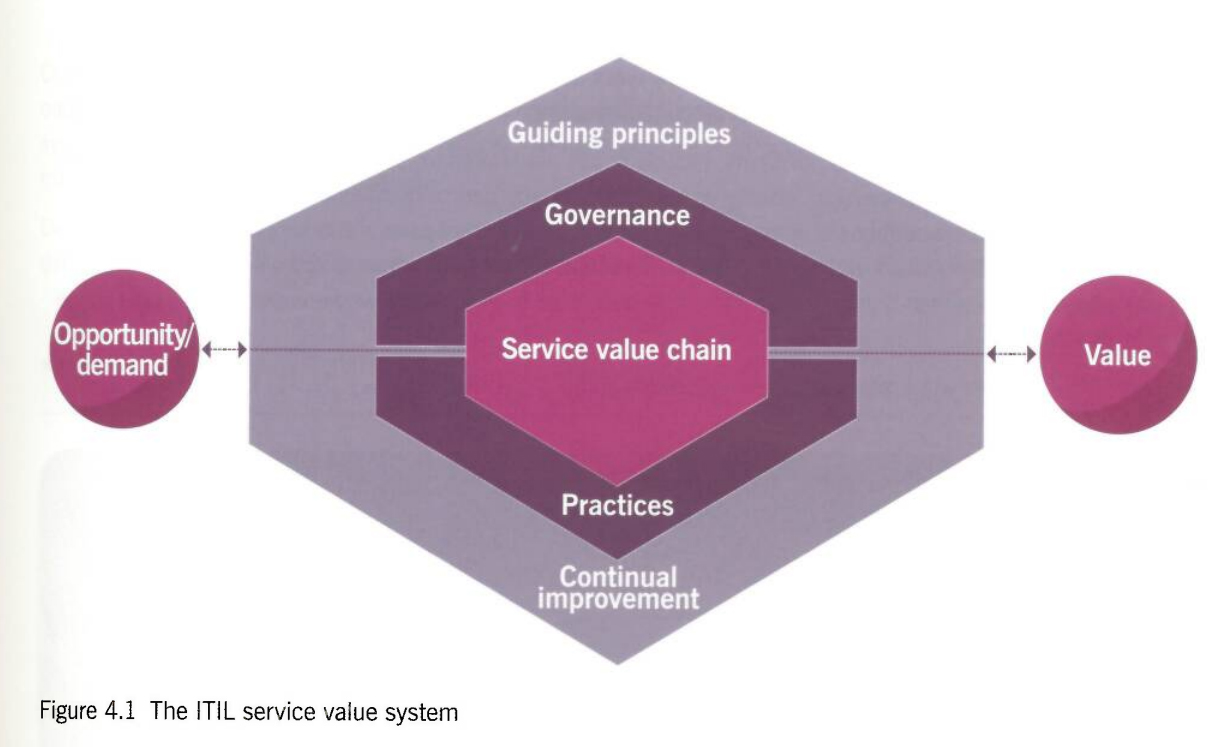 Guiding principles
Governance
Opportunity/
demand
Service value chain
Value
Practices
Continual
improvement
Figure 4.1 The ITIL service value system